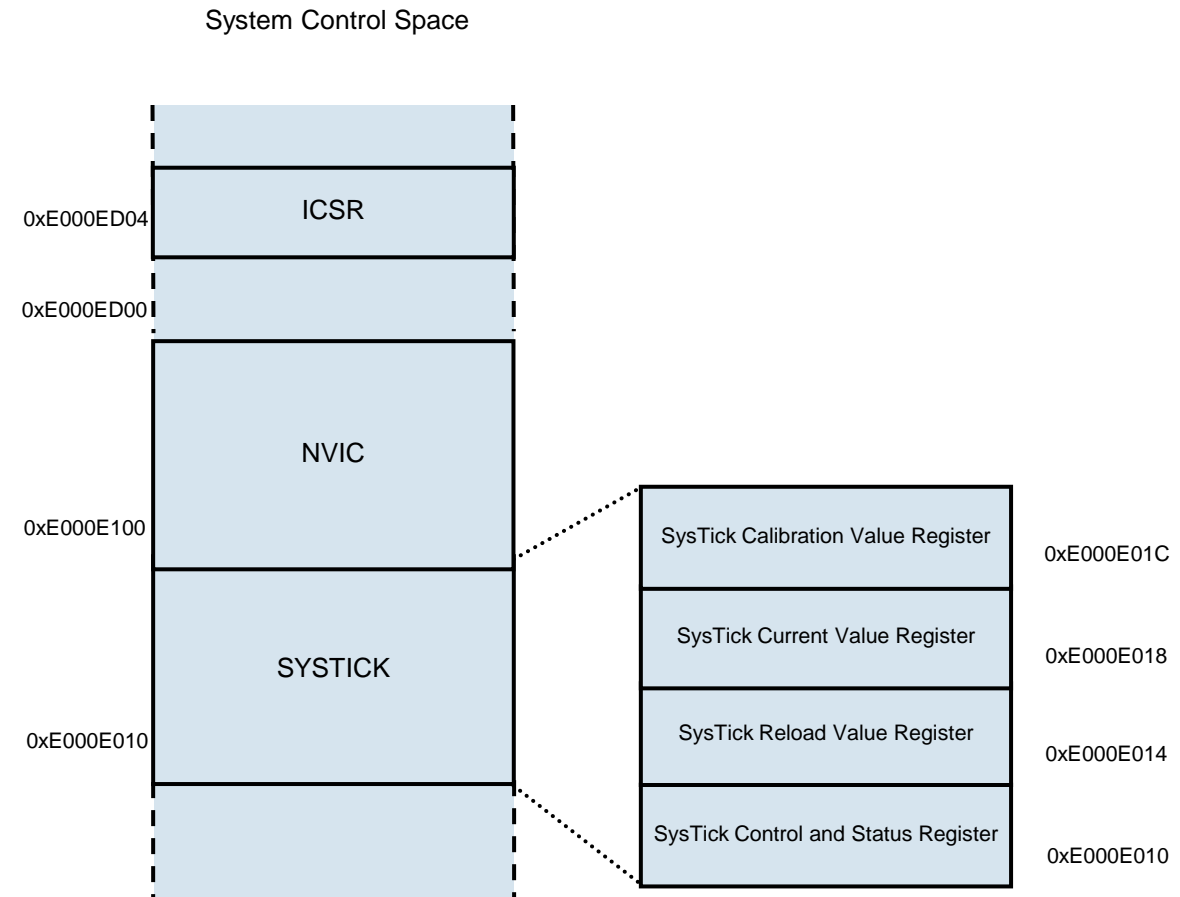 System Control Space
ICSR
0xE000ED04
0xE000ED00
NVIC
0xE000E100
SYSTICK
0xE000E010
SysTick Calibration Value Register
0xE000E01C
SysTick Current Value Register
0xE000E018
SysTick Reload Value Register
0xE000E014
SysTick Control and Status Register
0xE000E010